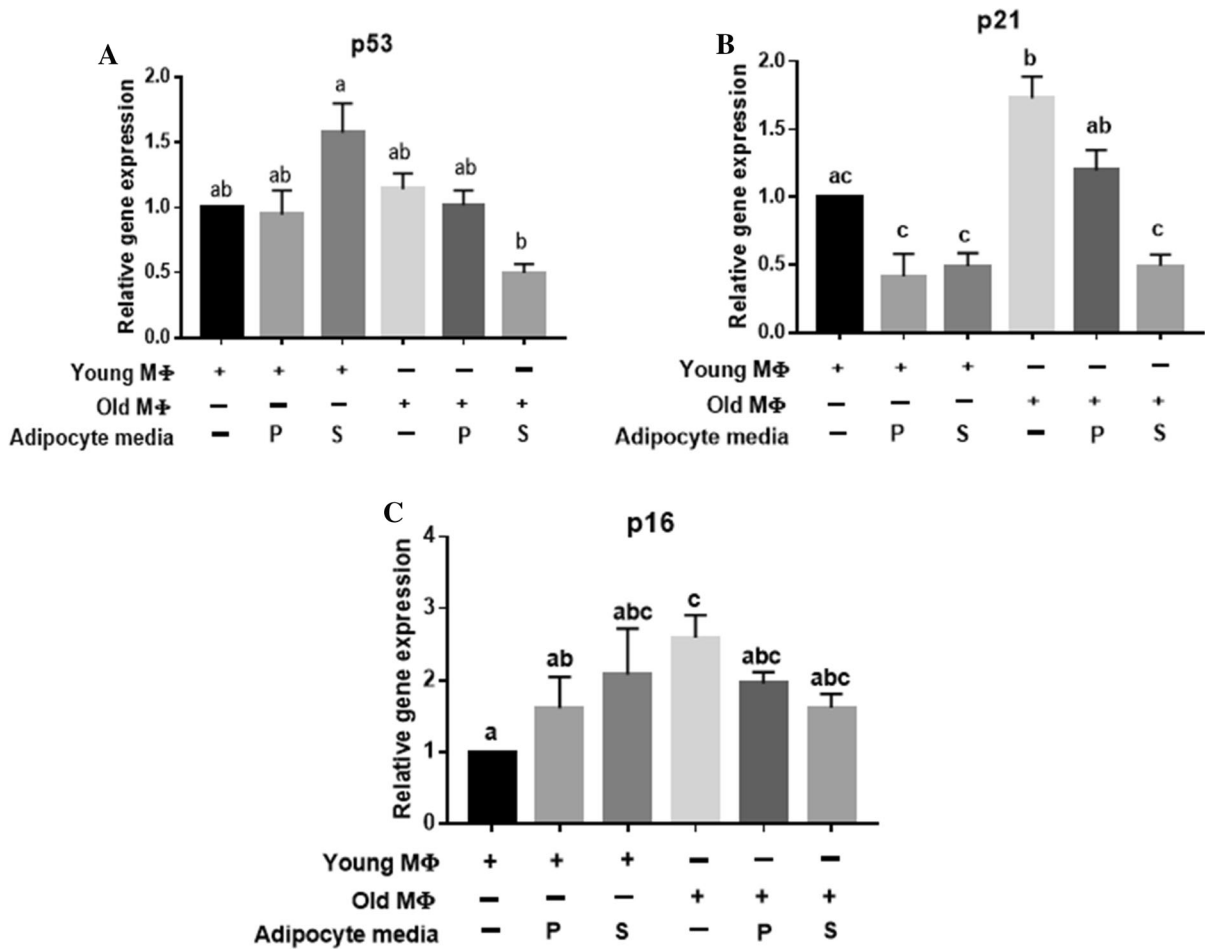 A
p53
Relative gene expression
2.0
1.5
1.0
0.5
0.0
ab ab a ab ab b
Young MΦ + + + − − −
Old MΦ − − − + + +
Adipocyte media − P S − P S
B
p21
Relative gene expression
2.0
1.5
1.0
0.5
0.0
ac c c b ab c
Young MΦ + + + − − −
Old MΦ − − − + + +
Adipocyte media − P S − P S
C
p16
Relative gene expression
4
3
2
1
0
a ab abc c abc abc
Young MΦ + + + − − −
Old MΦ − − − + + +
Adipocyte media − P S − P S